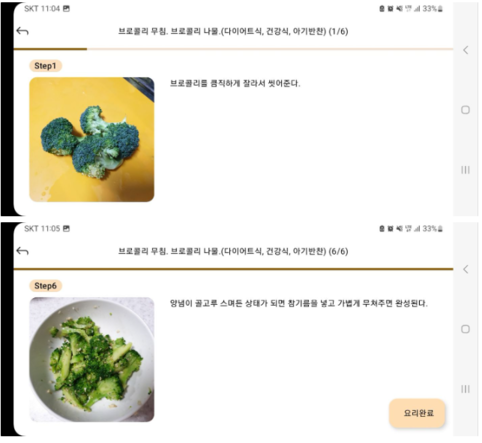 SKT 11:04
33%
브로콜리 무침. 브로콜리 나물.(다이어트식, 건강식, 아기반찬) (1/6)
Step1
브로콜리를 큼직하게 잘라서 씻어준다.
SKT 11:05
33%
브로콜리 무침. 브로콜리 나물.(다이어트식, 건강식, 아기반찬) (6/6)
Step6
양념이 골고루 스며든 상태가 되면 참기름을 넣고 가볍게 무쳐주면 완성된다.
요리완료